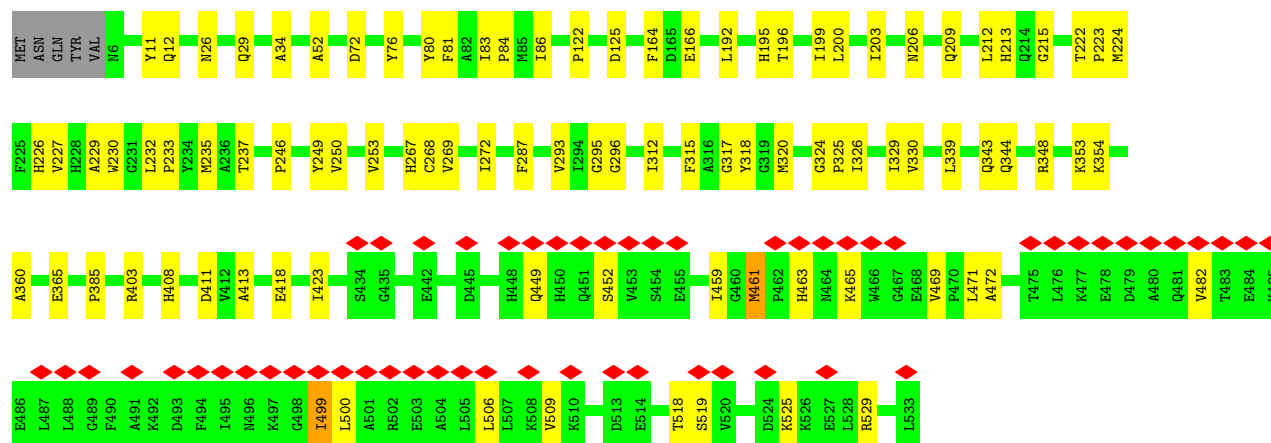 MET ASN GLN TYR VAL N6 Y11 Q12 N26 Q29 A34 A52 D72 Y76 Y80 F81 A82 I83 P84 M85 I86 P122 D125 F164 D165 E166 L192 H195 T196 I199 L200 I203 N206 Q209 L212 H213 Q214 G215 T222 P223 M224
F225 H226 V227 H228 A229 W230 G231 L232 P233 Y234 M235 A236 T237 P246 Y249 V250 V253 H267 C268 V269 I272 F287 V293 I294 G295 G296 I312 F315 A316 G317 Y318 G319 M320 G324 P325 I326 I329 V330 L339 Q343 Q344 R348 K353 K354
A360 E365 P385 R403 H408 D411 V412 A413 E418 I423 S434 G435 E442 D445 H448 Q449 H450 Q451 S452 V453 S454 E455 I459 G460 M461 P462 H463 N464 K465 W466 G467 E468 V469 P470 L471 A472 T475 L476 K477 E478 D479 A480 Q481 V482 T483 E484
E486 L487 L488 G489 F490 A491 K492 D493 F494 I495 N496 K497 G498 I499 L500 A501 R502 E503 A504 L505 L506 L507 K508 V509 K510 D513 E514 T518 S519 V520 D524 K525 K526 E527 L528 R529 L533